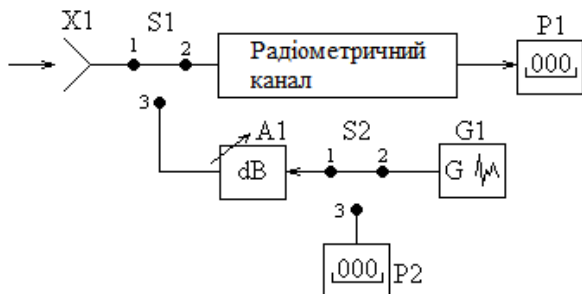 X1
S1
P1
1
2
Радіометричний
канал
000
3
A1
S2
G1
dB
1
2
G
3
000
P2